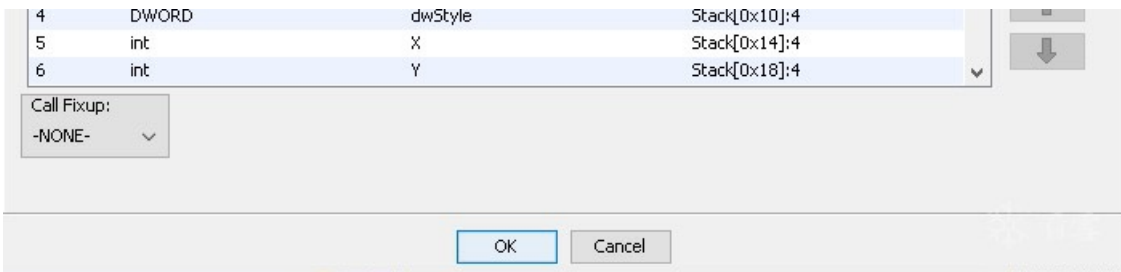 4 DWORD dwStyle Stack[0x10]:4
5 int X Stack[0x14]:4
6 int Y Stack[0x18]:4
Call Fixup:
-NONE-
OK Cancel